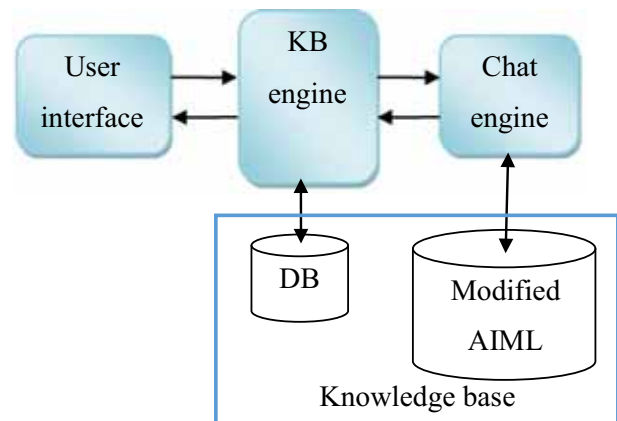 User
interface
KB
engine
Chat
engine
DB
Modified
AIML
Knowledge base